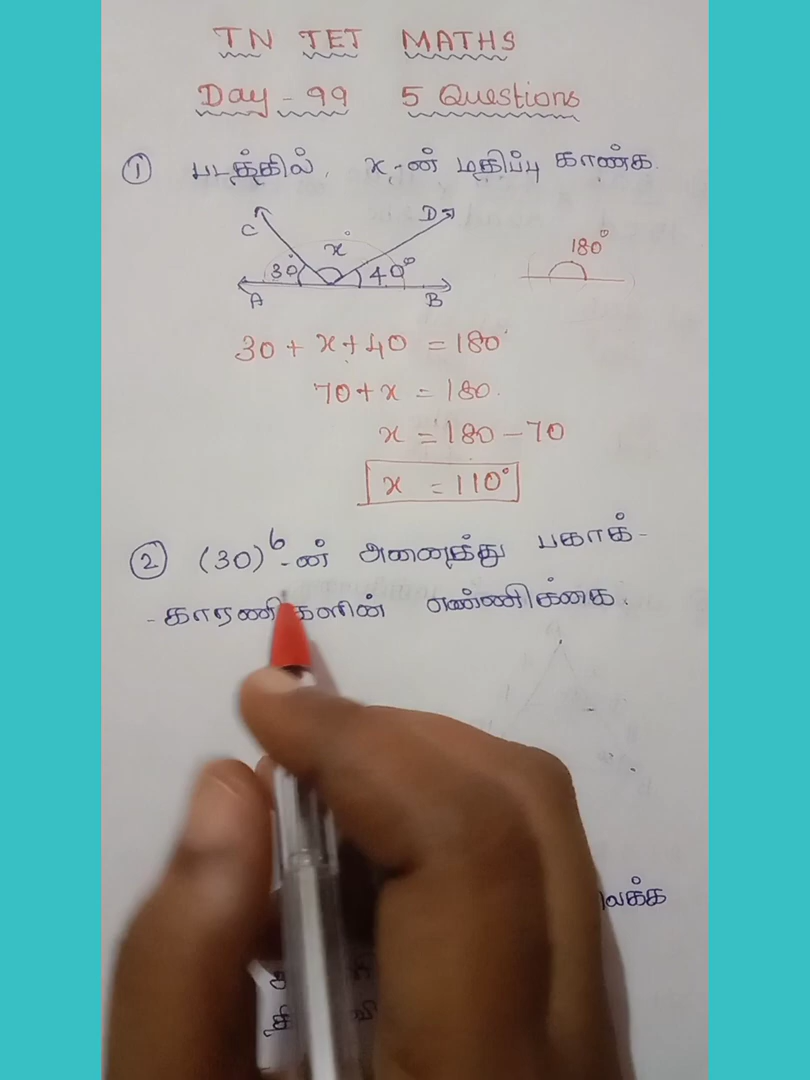 TN TET MATHS
Day - 99 5 Questions
① படத்தில், x-ன் மதிப்பு காண்க.
C D
x°
30° 40°
A B
180°
30 + x + 40 = 180°
70 + x = 180.
x = 180 - 70
x = 110°
② (30)⁶ -ன் அனைத்து பகாக்-
-காரணிகளின் எண்ணிக்கை.